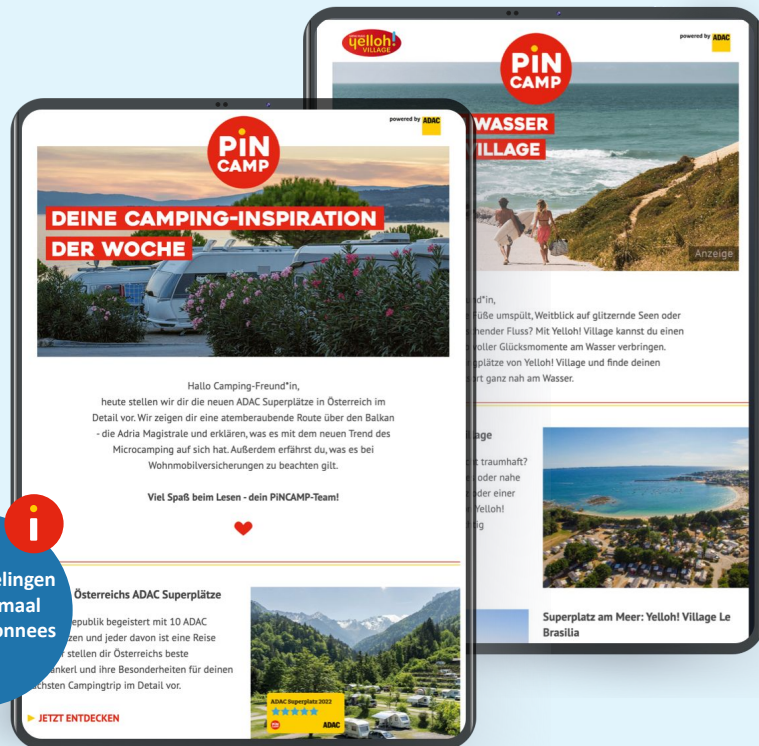 powered by ADAC
PiN
CAMP
DEINE CAMPING-INSPIRATION
DER WOCHE
Hallo Camping-Freund*in,
heute stellen wir dir die neuen ADAC Superplätze in Österreich im
Detail vor. Wir zeigen dir eine atemberaubende Route über den Balkan
- die Adria Magistrale und erklären, was es mit dem neuen Trend des
Microcamping auf sich hat. Außerdem erfährst du, was es bei
Wohnmobilversicherungen zu beachten gilt.
Viel Spaß beim Lesen - dein PiNCAMP-Team!
Österreichs ADAC Superplätze
epublik begeistert mit 10 ADAC
zen und jeder davon ist eine Reise
stellen dir Österreichs beste
ankerl und ihre Besonderheiten für deinen
chsten Campingtrip im Detail vor.
JETZT ENTDECKEN
ADAC Superplatz 2022
ADAC
i
elingen
maal
onnees
yelloh!
VILLAGE
powered by ADAC
PiN
CAMP
WASSER
VILLAGE
Anzeige
nd*in,
Füße umspült, Weitblick auf glitzernde Seen oder
chender Fluss? Mit Yelloh! Village kannst du einen
voller Glücksmomente am Wasser verbringen.
gplätze von Yelloh! Village und finde deinen
ort ganz nah am Wasser.
llage
t traumhaft?
oder nahe
oder einer
Yelloh!
tig
Superplatz am Meer: Yelloh! Village Le
Brasilia